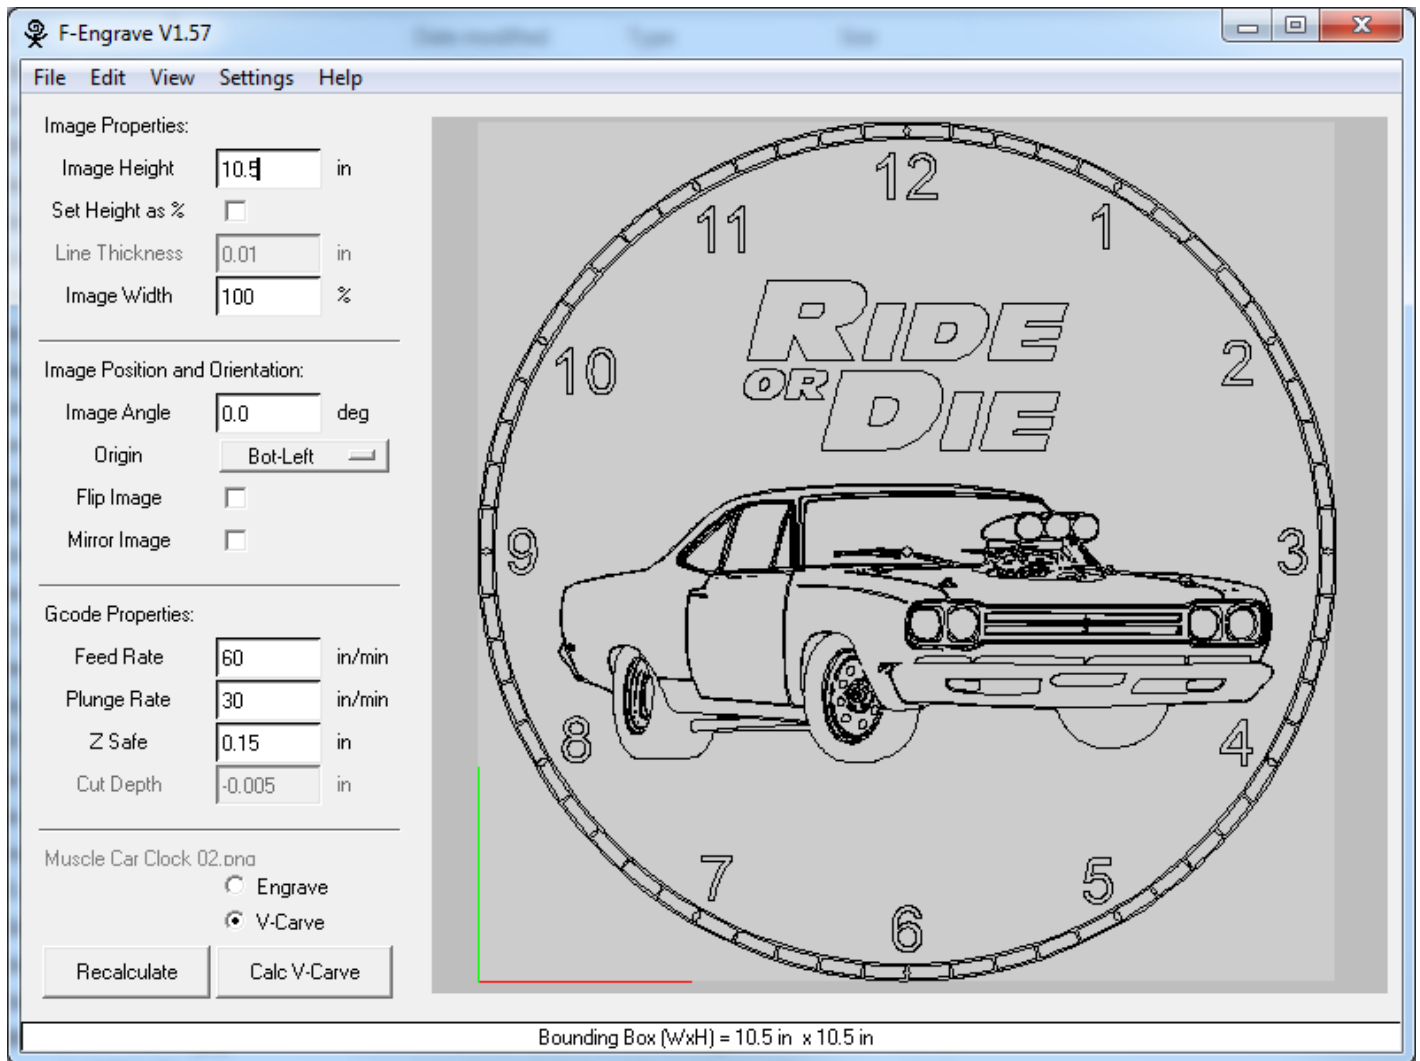 F-Engrave V1.57
Date modified Type Size
File Edit View Settings Help
Image Properties:
Image Height 10.5 in
Set Height as %
Line Thickness 0.01 in
Image Width 100 %
Image Position and Orientation:
Image Angle 0.0 deg
Origin Bot-Left
Flip Image
Mirror Image
Gcode Properties:
Feed Rate 60 in/min
Plunge Rate 30 in/min
Z Safe 0.15 in
Cut Depth -0.005 in
Muscle Car Clock 02.png
Engrave
V-Carve
Recalculate Calc V-Carve
12
11 1
RIDE
10 2
OR DIE
9 3
8 4
7 5
6
Bounding Box (WxH) = 10.5 in x 10.5 in